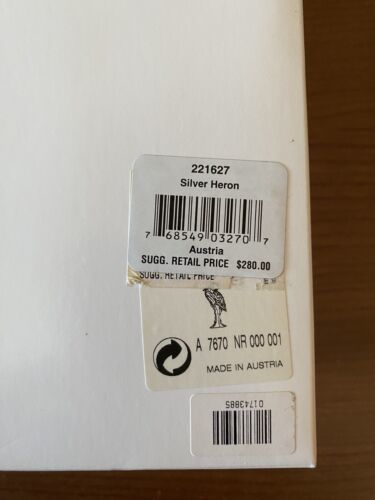 221627
Silver Heron
7 68549 03270 7
Austria
SUGG. RETAIL PRICE $280.00
SUGG. RETAIL PRICE
A 7670 NR 000 001
MADE IN AUSTRIA
01743885